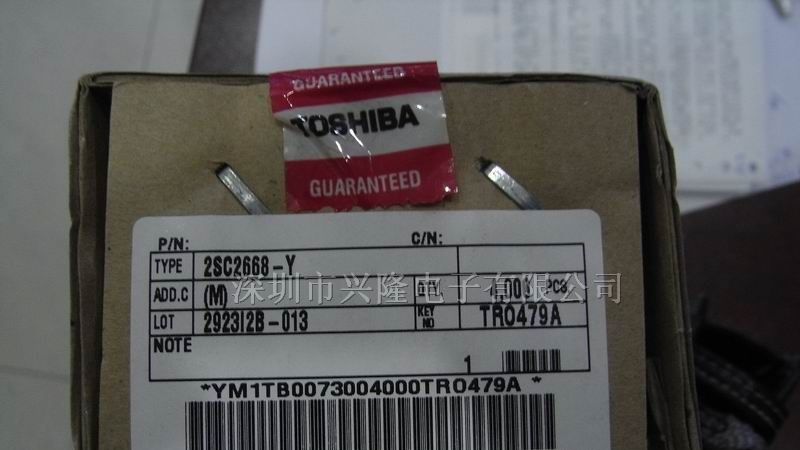 GUARANTEED
TOSHIBA
GUARANTEED
P/N: C/N:
TYPE 2SC2668-Y
ADD.C (M) QTY PCS
深圳市兴隆电子有限公司
LOT 2923I2B-013 KEY NO TR0479A
NOTE
1
*YM1TB0073004000TR0479A*